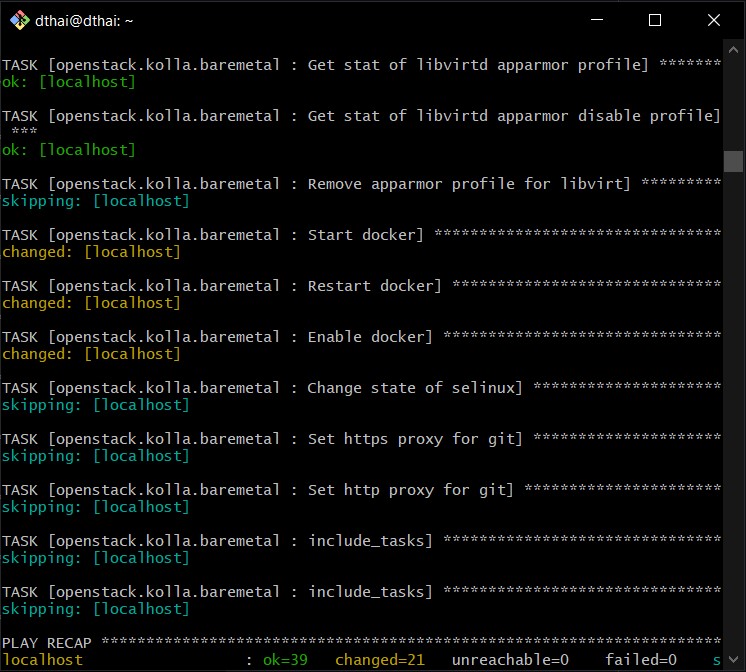 dthai@dthai: ~
TASK [openstack.kolla.baremetal : Get stat of libvirtd apparmor profile] *******
ok: [localhost]
TASK [openstack.kolla.baremetal : Get stat of libvirtd apparmor disable profile]
***
ok: [localhost]
TASK [openstack.kolla.baremetal : Remove apparmor profile for libvirt] *********
skipping: [localhost]
TASK [openstack.kolla.baremetal : Start docker] ********************************
changed: [localhost]
TASK [openstack.kolla.baremetal : Restart docker] ******************************
changed: [localhost]
TASK [openstack.kolla.baremetal : Enable docker] *******************************
changed: [localhost]
TASK [openstack.kolla.baremetal : Change state of selinux] *********************
skipping: [localhost]
TASK [openstack.kolla.baremetal : Set https proxy for git] *********************
skipping: [localhost]
TASK [openstack.kolla.baremetal : Set http proxy for git] **********************
skipping: [localhost]
TASK [openstack.kolla.baremetal : include_tasks] *******************************
skipping: [localhost]
TASK [openstack.kolla.baremetal : include_tasks] *******************************
skipping: [localhost]
PLAY RECAP *********************************************************************
localhost                  : ok=39   changed=21   unreachable=0    failed=0    s